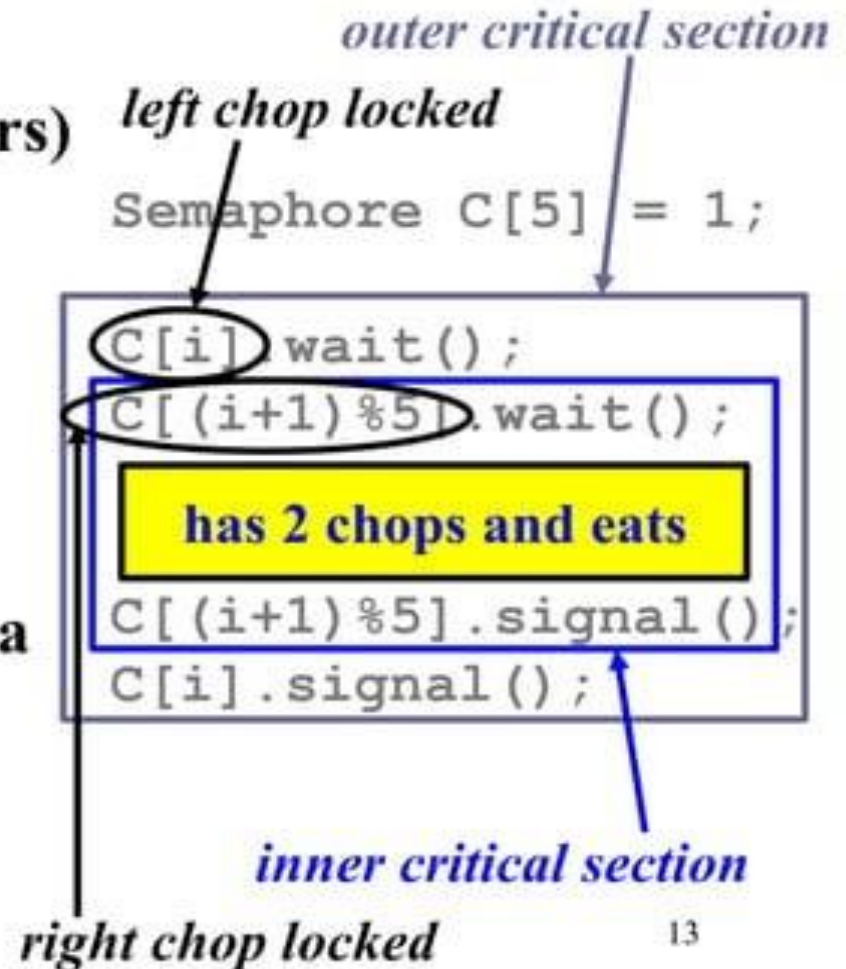 outer critical section
rs) left chop locked
Semaphore C[5] = 1;
C[i].wait();
C[(i+1)%5].wait();
has 2 chops and eats
a C[(i+1)%5].signal();
C[i].signal();
inner critical section
right chop locked 13